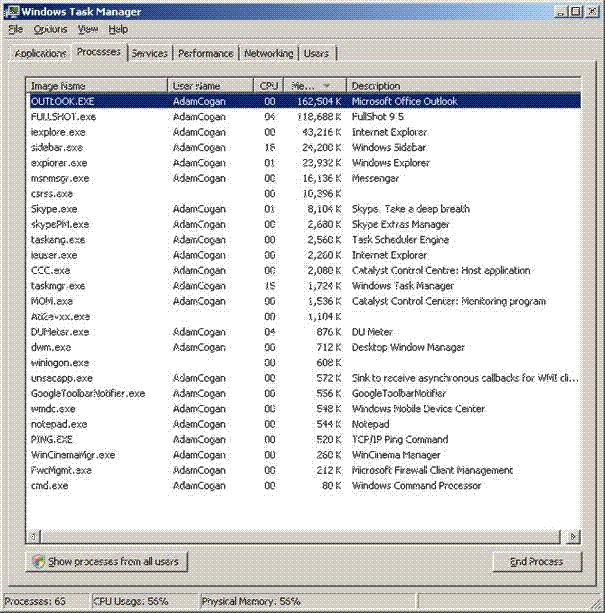 Windows Task Manager
File Options View Help
Applications Processes Services Performance Networking Users
Image Name User Name CPU Me... Description
OUTLOOK.EXE AdamCogan 00 162,504 K Microsoft Office Outlook
FULLSHOT.EXE AdamCogan 04 118,688 K FullShot 9.5
iexplore.exe AdamCogan 00 43,216 K Internet Explorer
sidebar.exe AdamCogan 16 24,200 K Windows Sidebar
explorer.exe AdamCogan 01 23,932 K Windows Explorer
msnmsgr.exe AdamCogan 00 16,136 K Messenger
csrss.exe 00 10,396 K
Skype.exe AdamCogan 01 8,104 K Skype. Take a deep breath
skypePM.exe AdamCogan 00 2,680 K Skype Extras Manager
taskeng.exe AdamCogan 00 2,560 K Task Scheduler Engine
ieuser.exe AdamCogan 00 2,260 K Internet Explorer
CCC.exe AdamCogan 00 2,080 K Catalyst Control Centre: Host application
taskmgr.exe AdamCogan 15 1,724 K Windows Task Manager
MOM.exe AdamCogan 00 1,536 K Catalyst Control Center: Monitoring program
Ati2evxx.exe 00 1,104 K
DUMeter.exe AdamCogan 04 876 K DU Meter
dwm.exe AdamCogan 00 712 K Desktop Window Manager
winlogon.exe 00 608 K
unsecapp.exe AdamCogan 00 572 K Sink to receive asynchronous callbacks for WMI cli...
GoogleToolbarNotifier.exe AdamCogan 00 556 K GoogleToolbarNotifier
wmdc.exe AdamCogan 00 548 K Windows Mobile Device Center
notepad.exe AdamCogan 00 544 K Notepad
PING.EXE AdamCogan 00 520 K TCP/IP Ping Command
WinCinemaMgr.exe AdamCogan 00 260 K WinCinema Manager
FwcMgmt.exe AdamCogan 00 212 K Microsoft Firewall Client Management
cmd.exe AdamCogan 00 80 K Windows Command Processor
Show processes from all users End Process
Processes: 65 CPU Usage: 56% Physical Memory: 56%